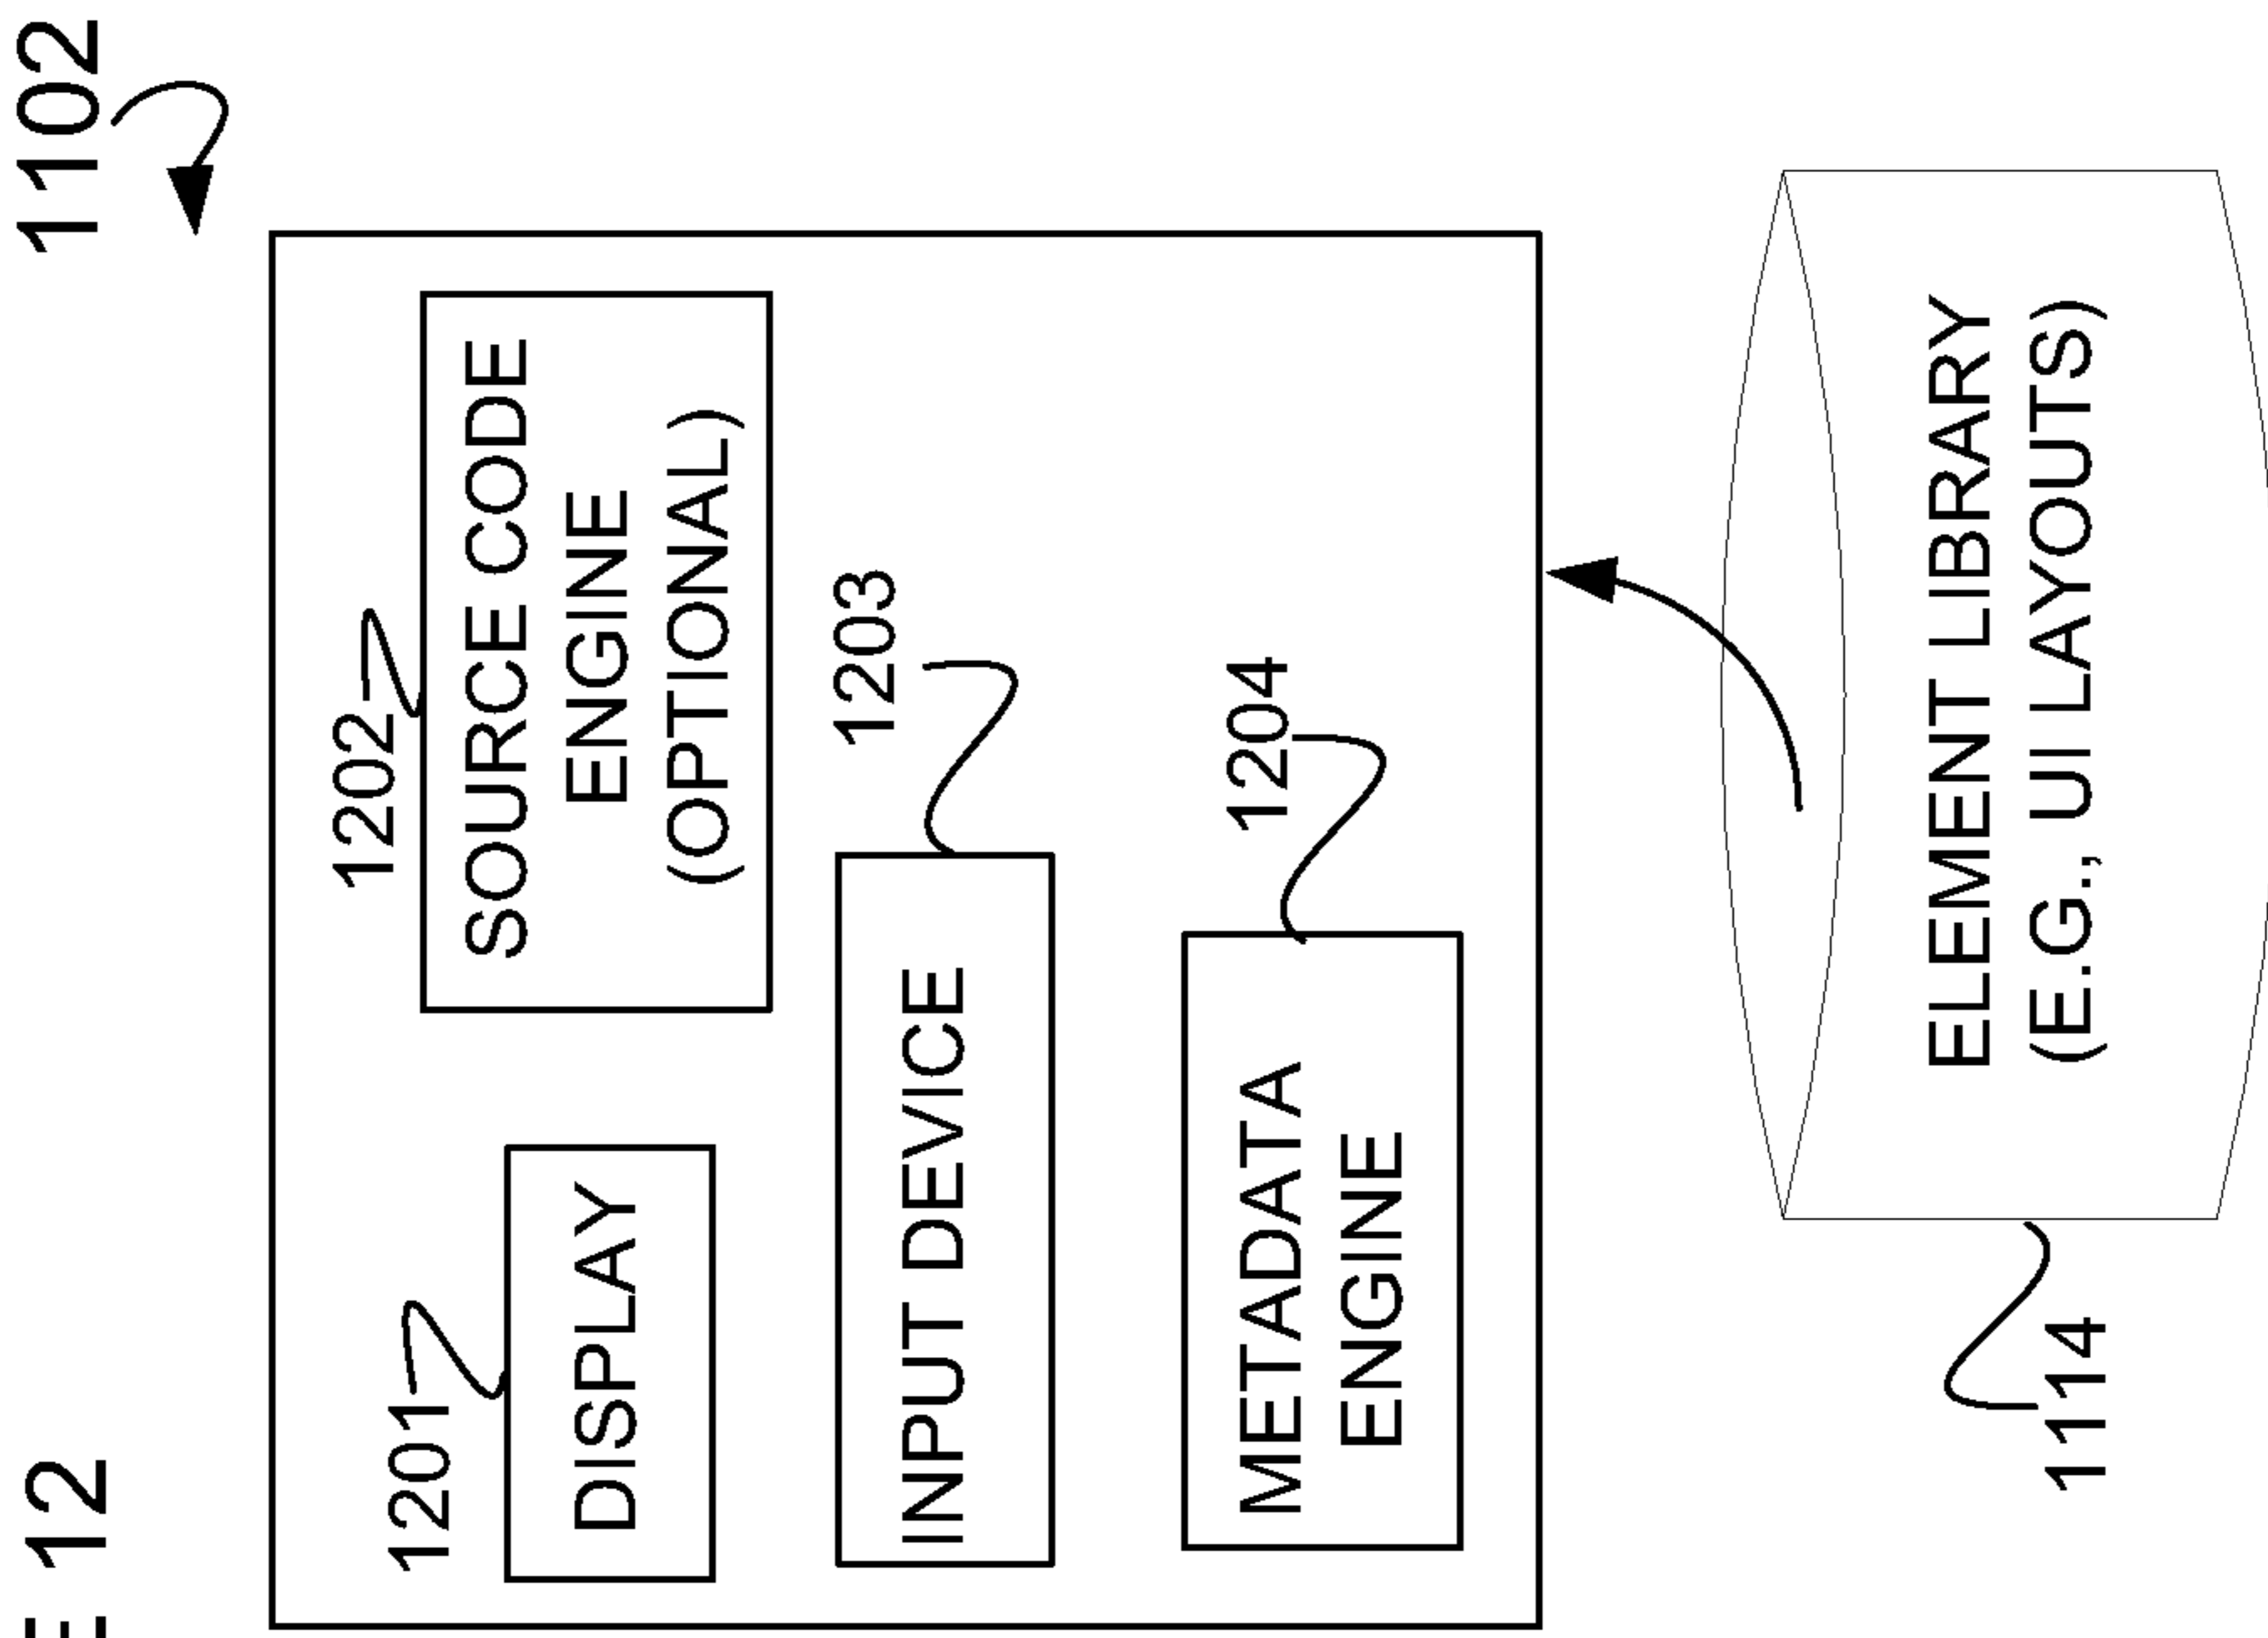 E 12
1102
1202
1201
SOURCE CODE
ENGINE
(OPTIONAL)
DISPLAY
1203
INPUT DEVICE
1204
METADATA
ENGINE
ELEMENT LIBRARY
(E.G., UI LAYOUTS)
1114